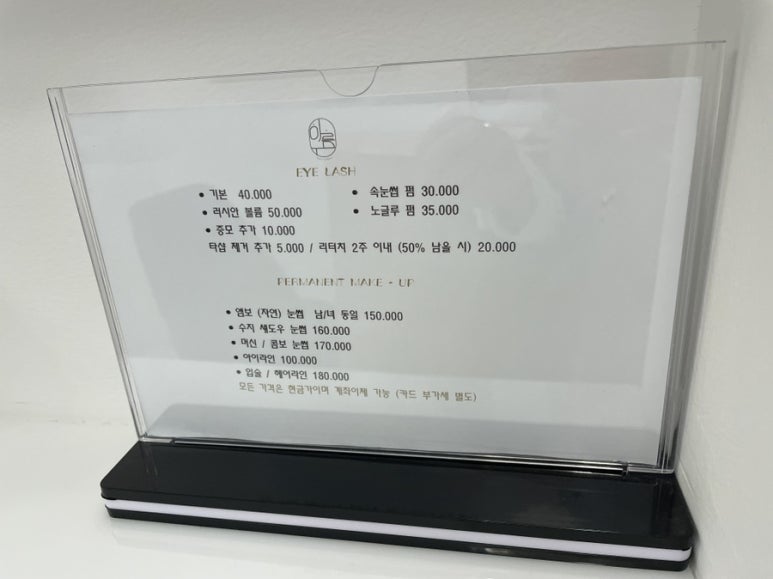 EYE LASH
• 기본 40.000 • 속눈썹 펌 30.000
• 러시안 볼륨 50.000 • 노글루 펌 35.000
• 증모 추가 10.000
타샵 제거 추가 5.000 / 리터치 2주 이내 (50% 남을 시) 20.000
PERMANENT MAKE - UP
• 엠보 (자연) 눈썹 남/녀 동일 150.000
• 수지 섀도우 눈썹 160.000
• 머신 / 콤보 눈썹 170.000
• 아이라인 100.000
• 입술 / 헤어라인 180.000
모든 가격은 현금가이며 계좌이체 가능 (카드 부가세 별도)